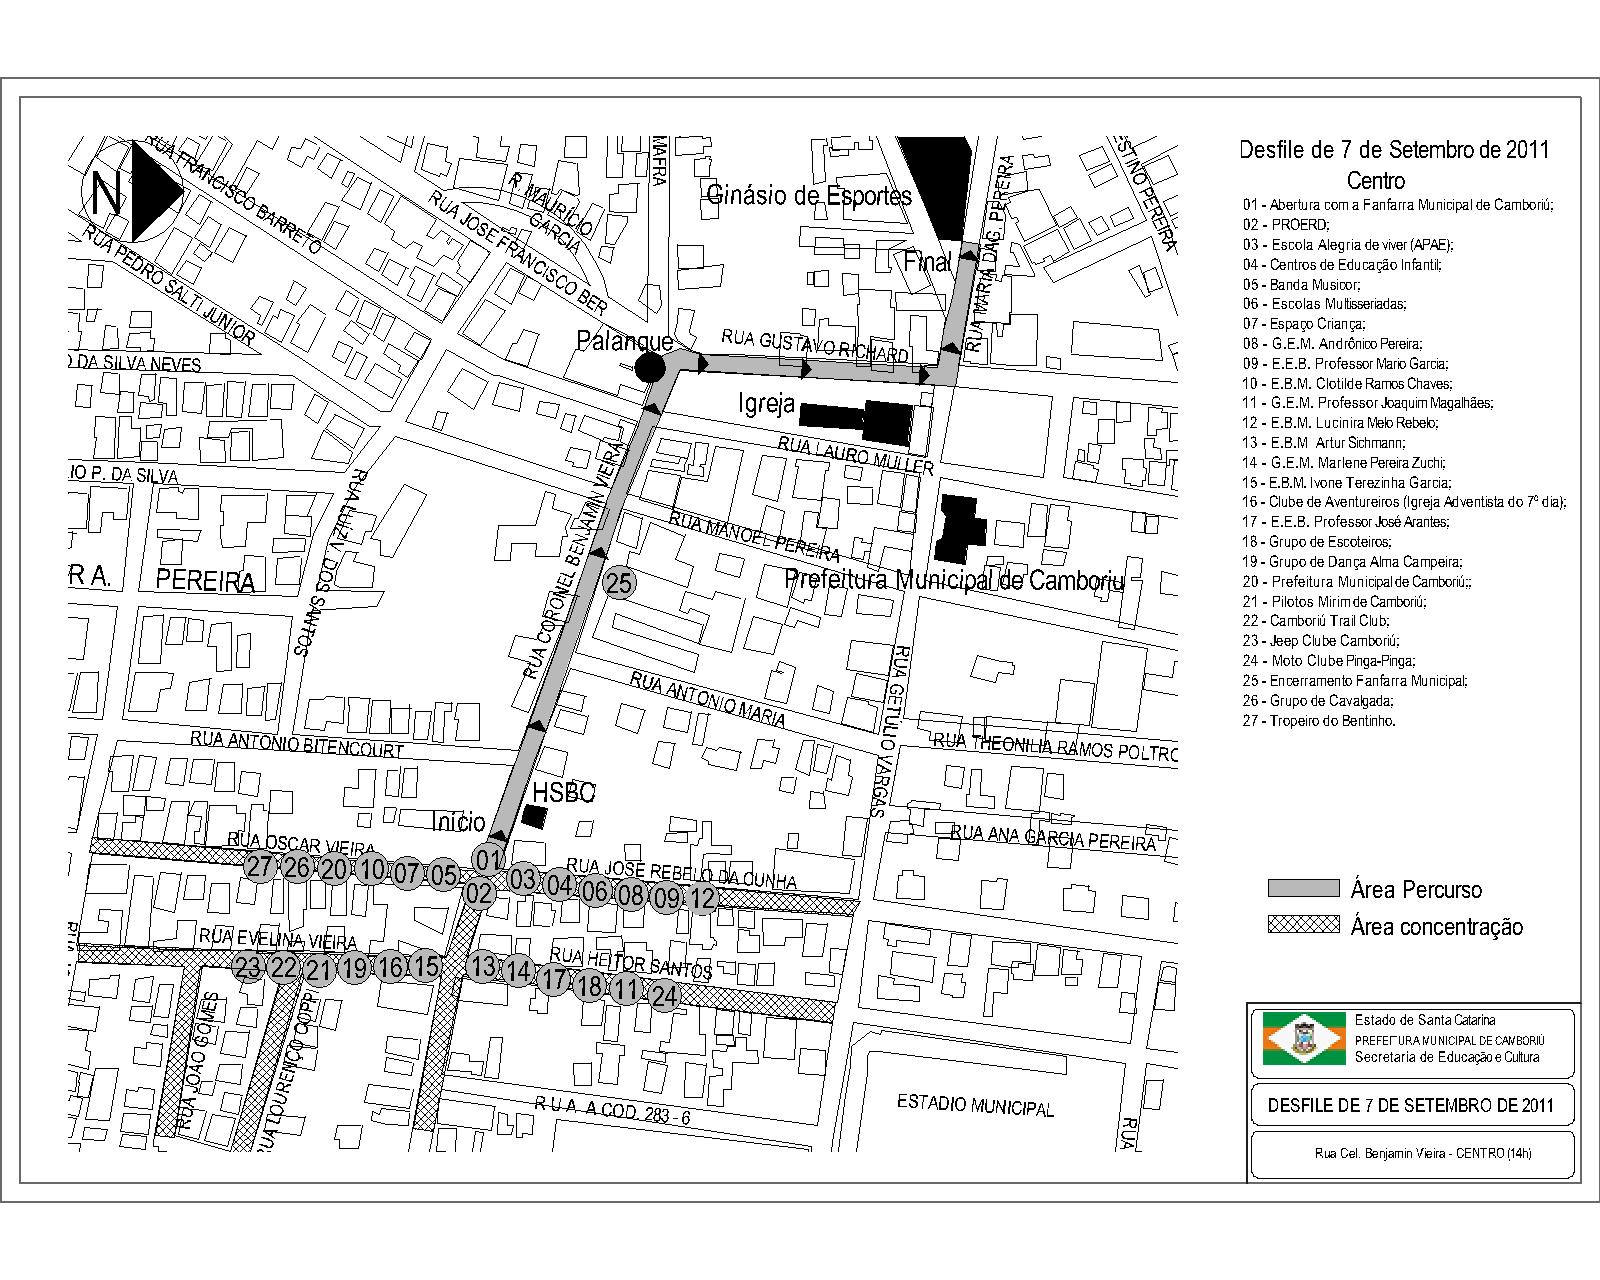 N
RUA FRANCISCO BARRETO
RUA PEDRO SALTI JUNIOR
RUA JOSE FRANCISCO BER
R. MAURÍCIO
GARCIA
MAFRA
Ginásio de Esportes
Final
RUA MARIA DA G. PEREIRA
STINO PEREIRA
Palanque
RUA GUSTAVO RICHARD
O DA SILVA NEVES
Igreja
RUA LAURO MULLER
IO P. DA SILVA
RUA LUIZ V. DOS SANTOS
RUA CORONEL BENJAMIN VIEIRA
RUA MANOEL PEREIRA
Prefeitura Municipal de Camboriu
R A. PEREIRA
25
RUA ANTONIO MARIA
RUA GETÚLIO VARGAS
RUA ANTONIO BITENCOURT
RUA THEONILIA RAMOS POLTRO
HSBC
Início
RUA ANA GARCIA PEREIRA
RUA OSCAR VIEIRA
RUA JOSE REBELO DA CUNHA
27 26 20 10 07 05 01 03 04 06 08 09 12
02
RUA
RUA EVELINA VIEIRA
RUA HEITOR SANTOS
23 22 21 19 16 15 13 14 17 18 11 24
RUA JOAO GOMES
RUA LOURENÇO COPPI
RUA A COD. 283 - 6
ESTADIO MUNICIPAL
RUA
Desfile de 7 de Setembro de 2011
Centro
01 - Abertura com a Fanfarra Municipal de Camboriú;
02 - PROERD;
03 - Escola Alegria de viver (APAE);
04 - Centros de Educação Infantil;
05 - Banda Musicor;
06 - Escolas Multisseriadas;
07 - Espaço Criança;
08 - G.E.M. Andrônico Pereira;
09 - E.E.B. Professor Mario Garcia;
10 - E.B.M. Clotilde Ramos Chaves;
11 - G.E.M. Professor Joaquim Magalhães;
12 - E.B.M. Lucinira Melo Rebelo;
13 - E.B.M Artur Sichmann;
14 - G.E.M. Marlene Pereira Zuchi;
15 - E.B.M. Ivone Terezinha Garcia;
16 - Clube de Aventureiros (Igreja Adventista do 7º dia);
17 - E.E.B. Professor José Arantes;
18 - Grupo de Escoteiros;
19 - Grupo de Dança Alma Campeira;
20 - Prefeitura Municipal de Camboriú;;
21 - Pilotos Mirim de Camboriú;
22 - Camboriú Trail Club;
23 - Jeep Clube Camboriú;
24 - Moto Clube Pinga-Pinga;
25 - Encerramento Fanfarra Municipal;
26 - Grupo de Cavalgada;
27 - Tropeiro do Bentinho.
Área Percurso
Área concentração
Estado de Santa Catarina
PREFEITURA MUNICIPAL DE CAMBORIÚ
Secretaria de Educação e Cultura
DESFILE DE 7 DE SETEMBRO DE 2011
Rua Cel. Benjamin Vieira - CENTRO (14h)